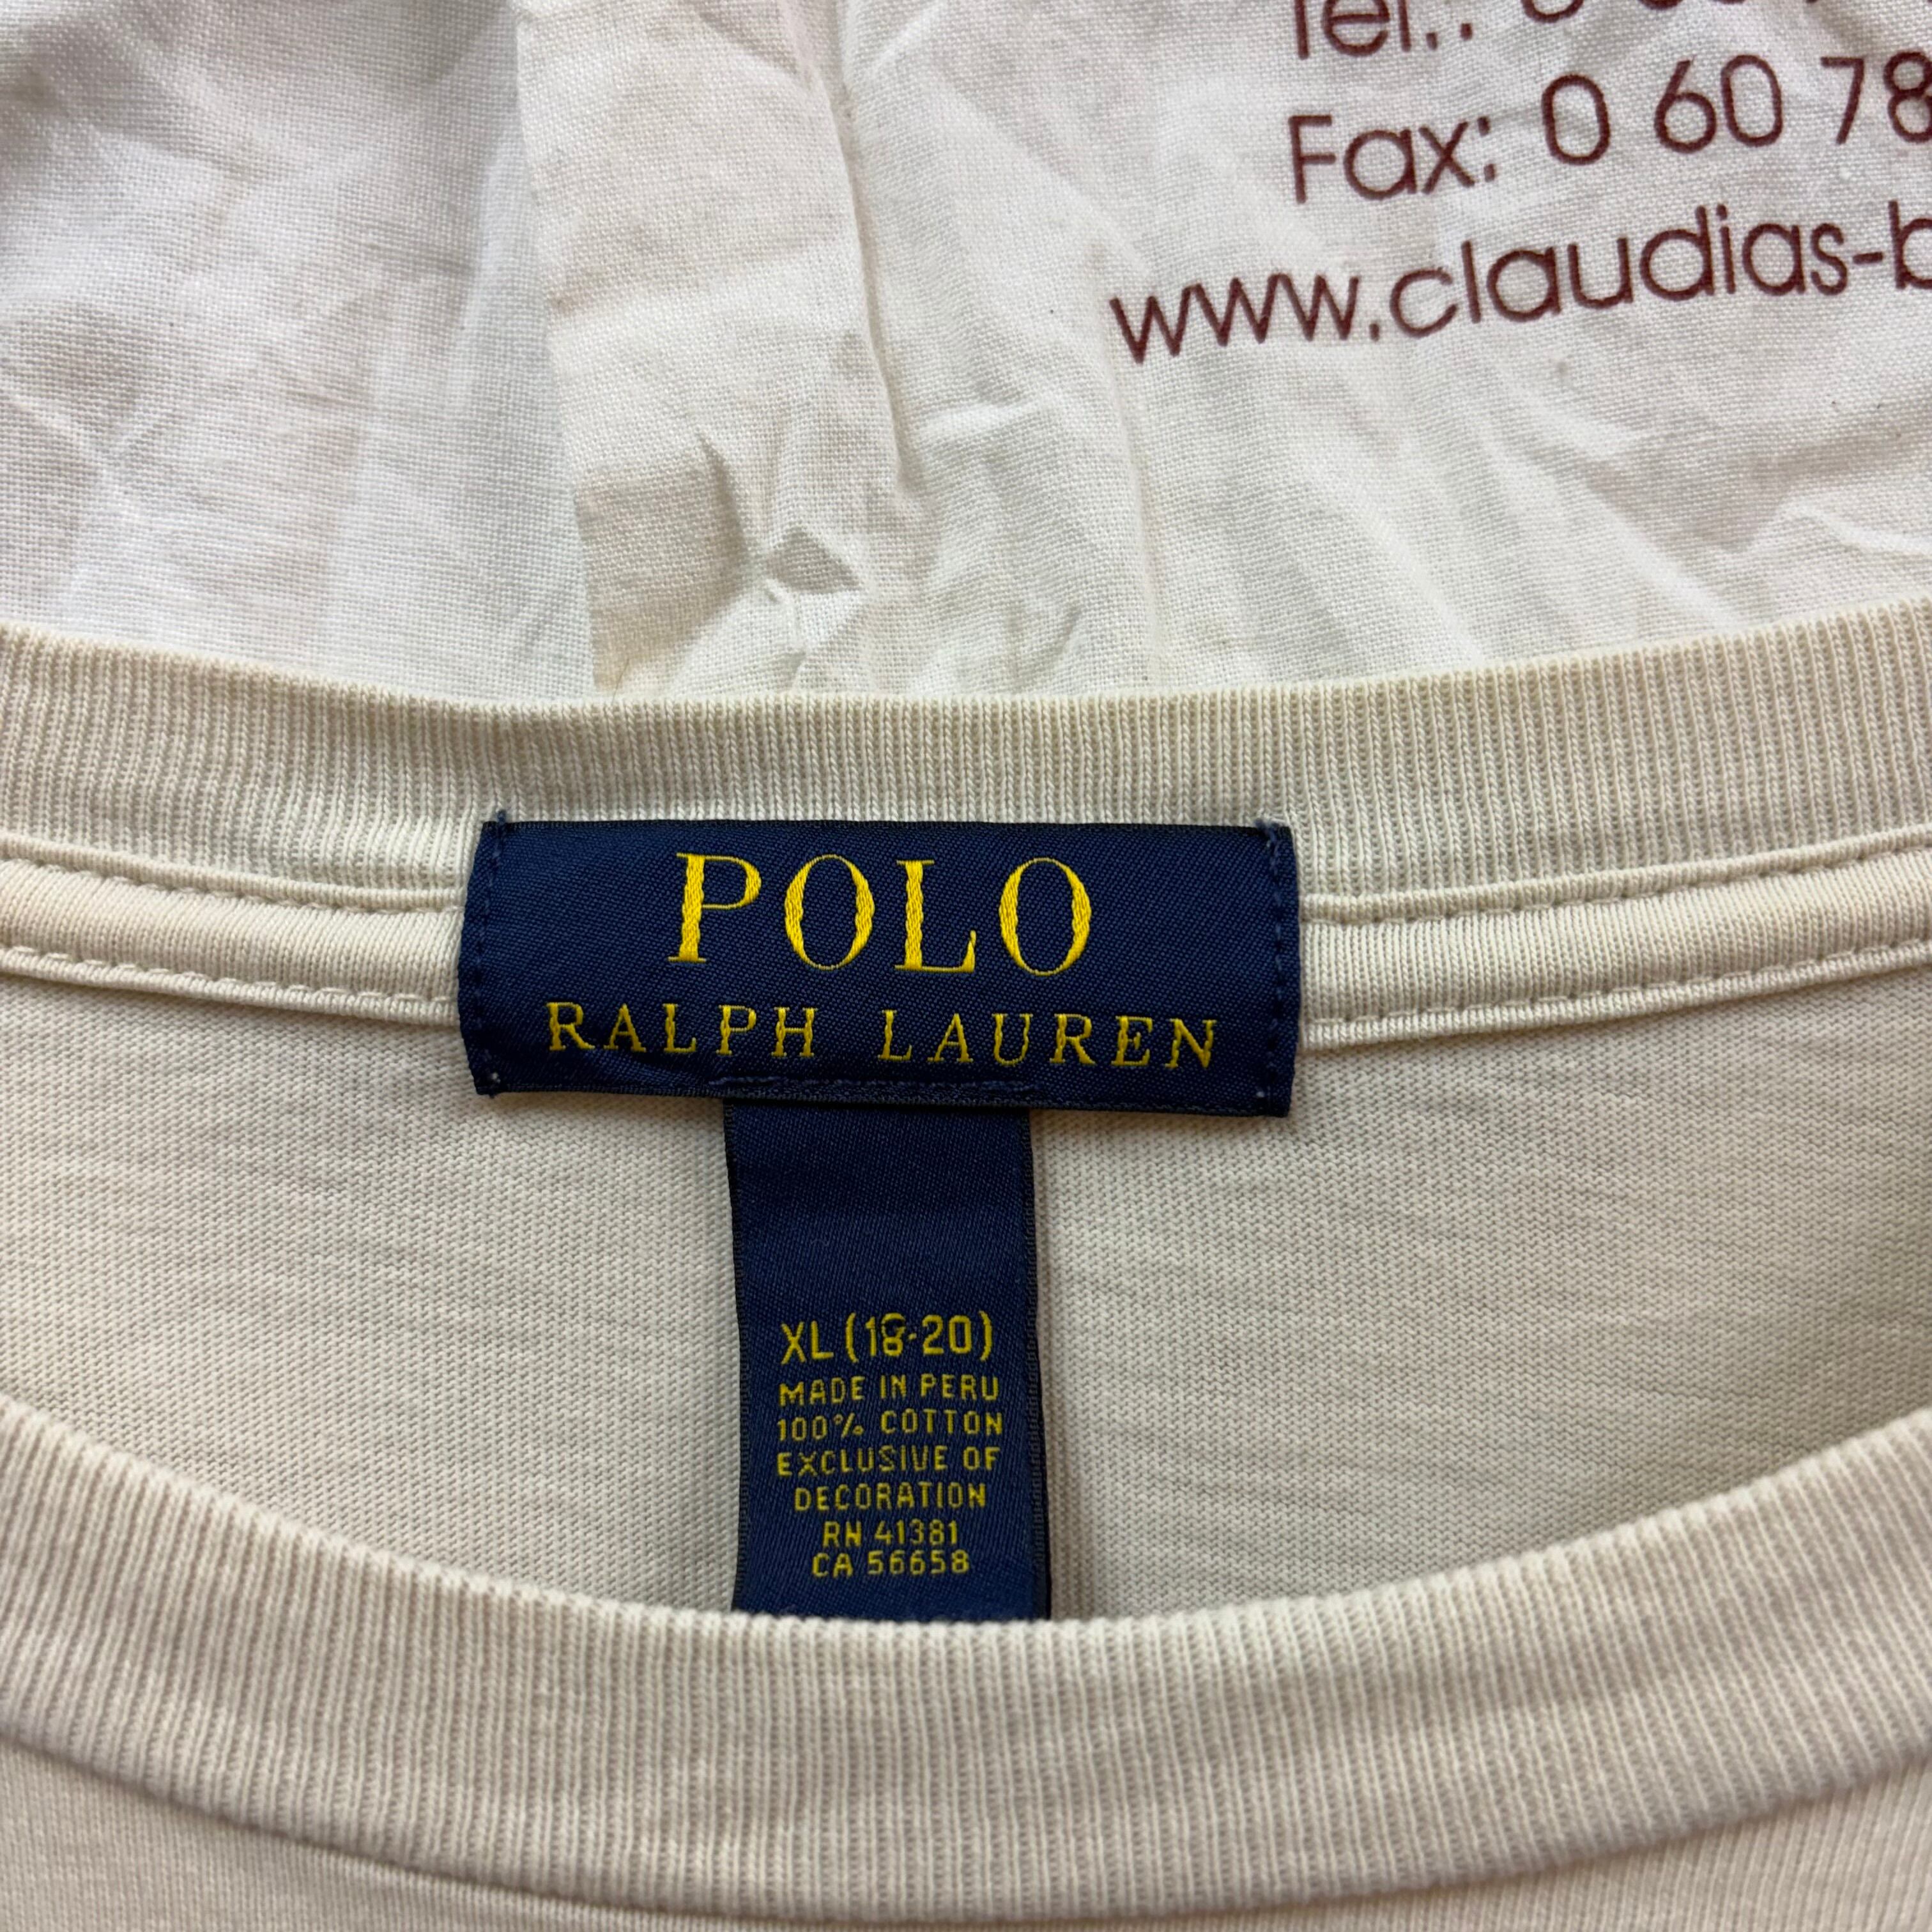 Tel.: 0
Fax: 0 60 78
www.claudias-b
POLO
RALPH LAUREN
XL (18-20)
MADE IN PERU
100% COTTON
EXCLUSIVE OF
DECORATION
RN 41381
CA 56658